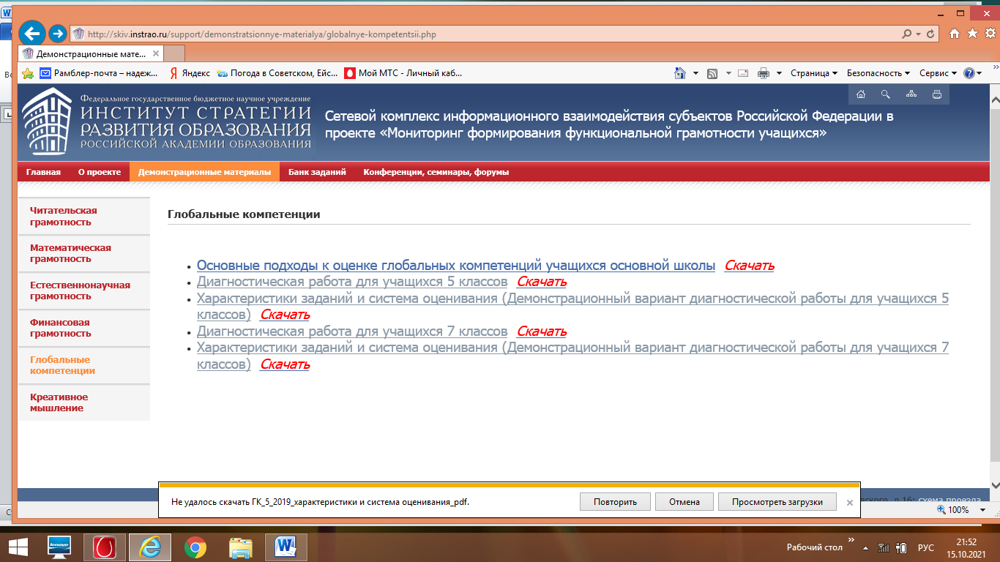 http://skiv.instrao.ru/support/demonstratsionnye-materialya/globalnye-kompetentsii.php
Демонстрационные мате...
Рамблер-почта – надеж...
Яндекс
Погода в Советском, Ейс...
Мой МТС - Личный каб...
Страница
Безопасность
Сервис
Федеральное государственное бюджетное научное учреждение
ИНСТИТУТ СТРАТЕГИИ
РАЗВИТИЯ ОБРАЗОВАНИЯ
РОССИЙСКОЙ АКАДЕМИИ ОБРАЗОВАНИЯ
Сетевой комплекс информационного взаимодействия субъектов Российской Федерации в
проекте «Мониторинг формирования функциональной грамотности учащихся»
Главная
О проекте
Демонстрационные материалы
Банк заданий
Конференции, семинары, форумы
Читательская
грамотность
Математическая
грамотность
Естественнонаучная
грамотность
Финансовая
грамотность
Глобальные
компетенции
Креативное
мышление
Глобальные компетенции
Основные подходы к оценке глобальных компетенций учащихся основной школы Скачать
Диагностическая работа для учащихся 5 классов Скачать
Характеристики заданий и система оценивания (Демонстрационный вариант диагностической работы для учащихся 5
классов) Скачать
Диагностическая работа для учащихся 7 классов Скачать
Характеристики заданий и система оценивания (Демонстрационный вариант диагностической работы для учащихся 7
классов) Скачать
Не удалось скачать ГК_5_2019_характеристики и система оценивания_pdf.
Повторить
Отмена
Просмотреть загрузки
д.16; схема проезда
100%
Рабочий стол
РУС
21:52
15.10.2021